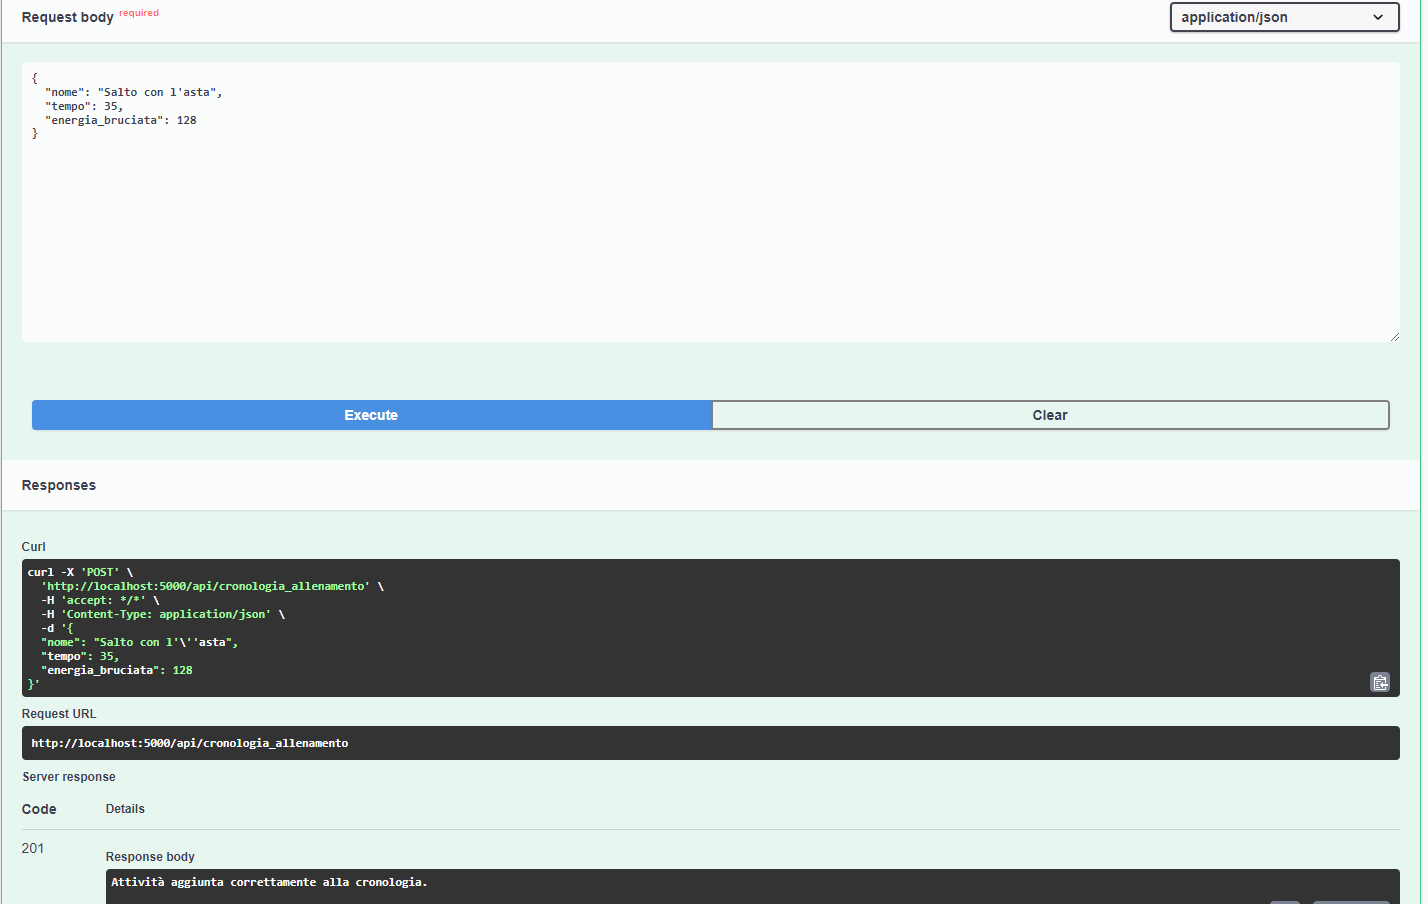 Request body required
application/json
{
  "nome": "Salto con l'asta",
  "tempo": 35,
  "energia_bruciata": 128
}
Execute
Clear
Responses
Curl
curl -X 'POST' \
  'http://localhost:5000/api/cronologia_allenamento' \
  -H 'accept: */*' \
  -H 'Content-Type: application/json' \
  -d '{
  "nome": "Salto con l'\''asta",
  "tempo": 35,
  "energia_bruciata": 128
}'
Request URL
http://localhost:5000/api/cronologia_allenamento
Server response
Code
Details
201
Response body
Attività aggiunta correttamente alla cronologia.